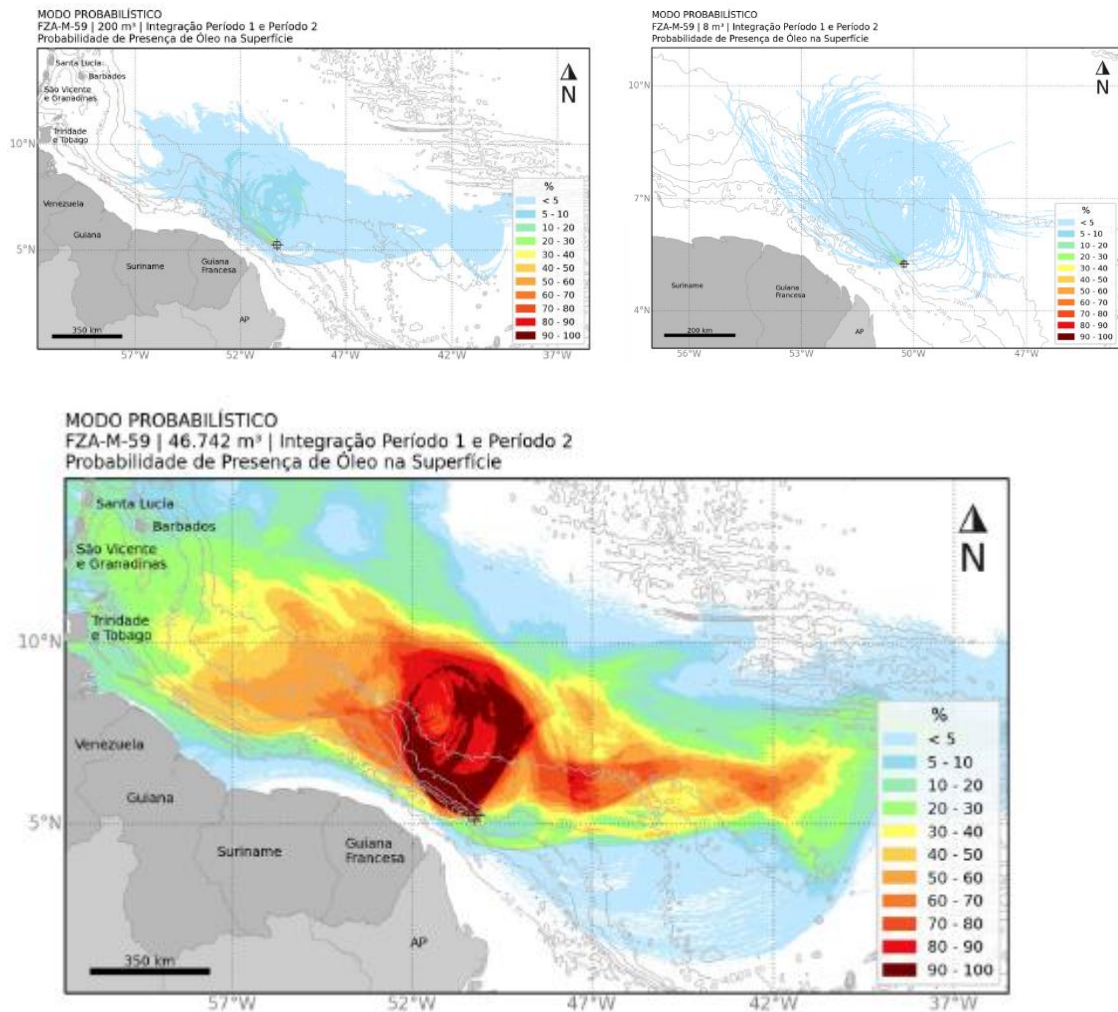 MODO PROBABILÍSTICO
FZA-M-59 | 200 m³ | Integração Período 1 e Período 2
Probabilidade de Presença de Óleo na Superfície
Santa Lucía
Barbados
São Vicente
e Granadinas
Trindade
e Tobago
N
10°N
Venezuela
Guiana
Suriname
Guiana
Francesa
AP
5°N
350 km
57°W
52°W
47°W
42°W
37°W
%
< 5
5 - 10
10 - 20
20 - 30
30 - 40
40 - 50
50 - 60
60 - 70
70 - 80
80 - 90
90 - 100
MODO PROBABILÍSTICO
FZA-M-59 | 8 m³ | Integração Período 1 e Período 2
Probabilidade de Presença de Óleo na Superfície
N
10°N
7°N
4°N
Suriname
Guiana
Francesa
AP
200 km
56°W
53°W
50°W
47°W
%
< 5
5 - 10
10 - 20
20 - 30
30 - 40
40 - 50
50 - 60
60 - 70
70 - 80
80 - 90
90 - 100
MODO PROBABILÍSTICO
FZA-M-59 | 46.742 m³ | Integração Período 1 e Período 2
Probabilidade de Presença de Óleo na Superfície
Santa Lucía
Barbados
São Vicente
e Granadinas
Trindade
e Tobago
N
10°N
Venezuela
Guiana
Suriname
Guiana
Francesa
AP
5°N
350 km
57°W
52°W
47°W
42°W
37°W
%
< 5
5 - 10
10 - 20
20 - 30
30 - 40
40 - 50
50 - 60
60 - 70
70 - 80
80 - 90
90 - 100